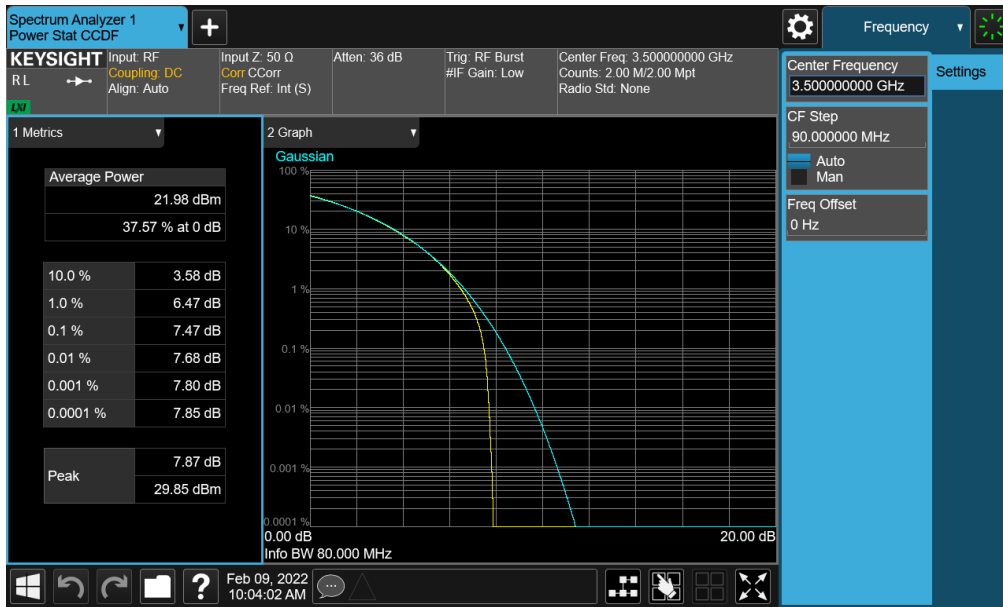 Spectrum Analyzer 1
Power Stat CCDF
+
Frequency
KEYSIGHT
R L
LXI
Input: RF
Coupling: DC
Align: Auto
Input Z: 50 Ω
Corr CCorr
Freq Ref: Int (S)
Atten: 36 dB
Trig: RF Burst
#IF Gain: Low
Center Freq: 3.500000000 GHz
Counts: 2.00 M/2.00 Mpt
Radio Std: None
Center Frequency
3.500000000 GHz
Settings
CF Step
90.000000 MHz
Auto
Man
Freq Offset
0 Hz
1 Metrics
Average Power
21.98 dBm
37.57 % at 0 dB
10.0 % 3.58 dB
1.0 % 6.47 dB
0.1 % 7.47 dB
0.01 % 7.68 dB
0.001 % 7.80 dB
0.0001 % 7.85 dB
Peak
7.87 dB
29.85 dBm
2 Graph
Gaussian
100 %
10 %
1 %
0.1 %
0.01 %
0.001 %
0.0001 %
0.00 dB 20.00 dB
Info BW 80.000 MHz
?
Feb 09, 2022
10:04:02 AM